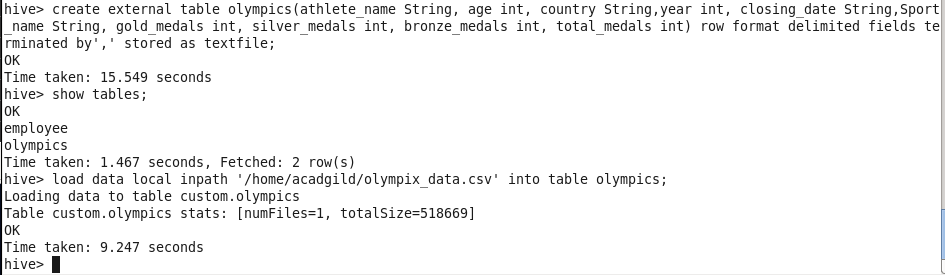 hive> create external table olympics(athlete_name String, age int, country String,year int, closing_date String,Sport
_name String, gold_medals int, silver_medals int, bronze_medals int, total_medals int) row format delimited fields te
rminated by',' stored as textfile;
OK
Time taken: 15.549 seconds
hive> show tables;
OK
employee
olympics
Time taken: 1.467 seconds, Fetched: 2 row(s)
hive> load data local inpath '/home/acadgild/olympix_data.csv' into table olympics;
Loading data to table custom.olympics
Table custom.olympics stats: [numFiles=1, totalSize=518669]
OK
Time taken: 9.247 seconds
hive>